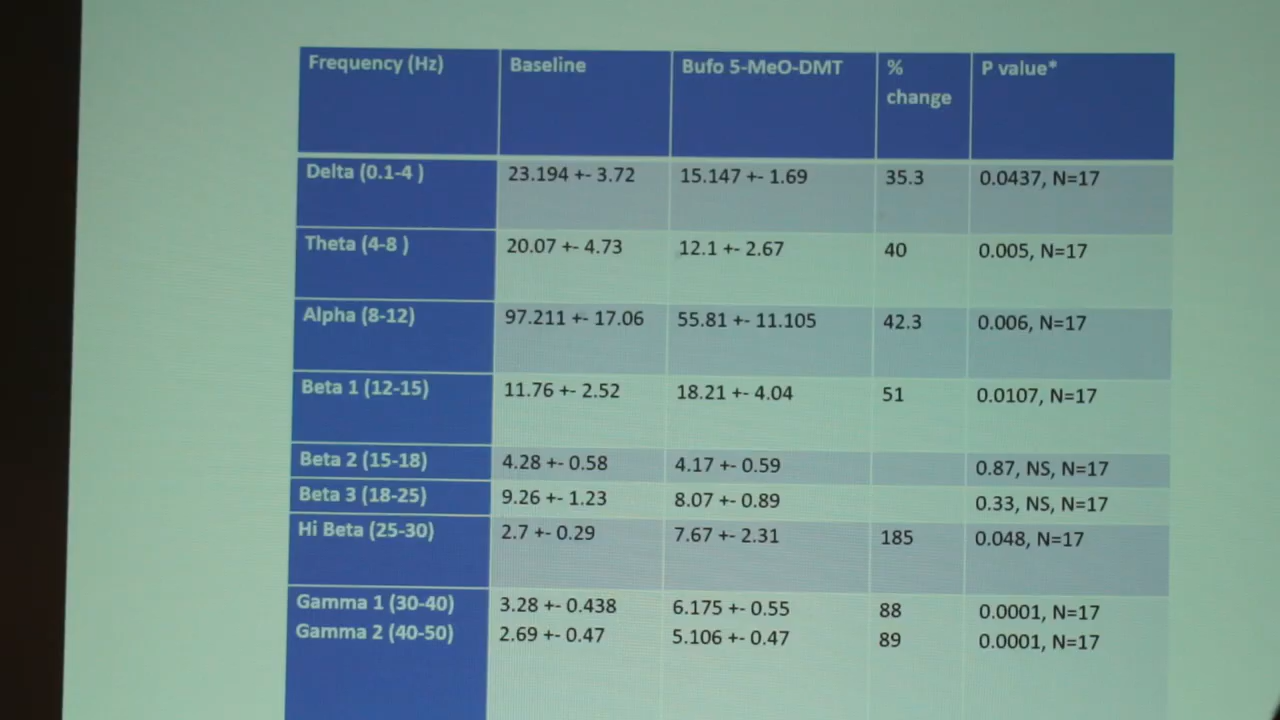 Frequency (Hz) Baseline Bufo 5-MeO-DMT % change P value*
Delta (0.1-4 ) 23.194 +- 3.72 15.147 +- 1.69 35.3 0.0437, N=17
Theta (4-8 ) 20.07 +- 4.73 12.1 +- 2.67 40 0.005, N=17
Alpha (8-12) 97.211 +- 17.06 55.81 +- 11.105 42.3 0.006, N=17
Beta 1 (12-15) 11.76 +- 2.52 18.21 +- 4.04 51 0.0107, N=17
Beta 2 (15-18) 4.28 +- 0.58 4.17 +- 0.59 0.87, NS, N=17
Beta 3 (18-25) 9.26 +- 1.23 8.07 +- 0.89 0.33, NS, N=17
Hi Beta (25-30) 2.7 +- 0.29 7.67 +- 2.31 185 0.048, N=17
Gamma 1 (30-40) 3.28 +- 0.438 6.175 +- 0.55 88 0.0001, N=17
Gamma 2 (40-50) 2.69 +- 0.47 5.106 +- 0.47 89 0.0001, N=17